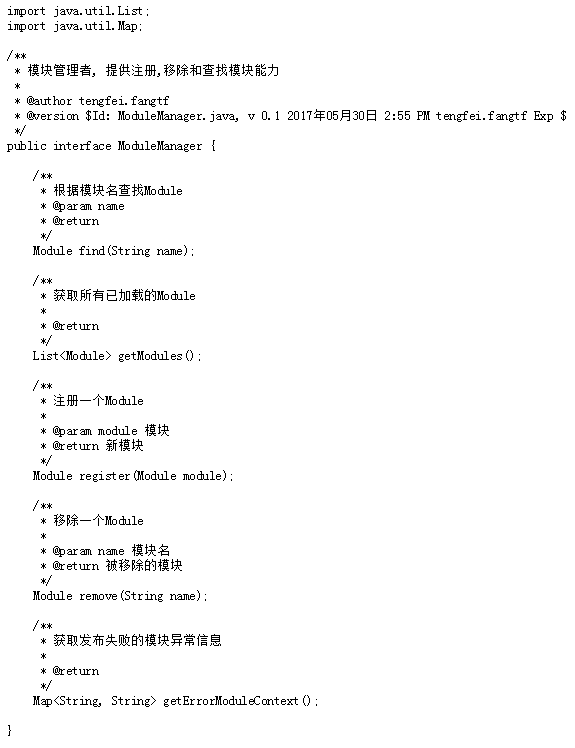 import java.util.List;
import java.util.Map;
/**
 * 模块管理者, 提供注册,移除和查找模块能力
 *
 * @author tengfei.fangtf
 * @version $Id: ModuleManager.java, v 0.1 2017年05月30日 2:55 PM tengfei.fangtf Exp $
 */
public interface ModuleManager {
    /**
     * 根据模块名查找Module
     * @param name
     * @return
     */
    Module find(String name);
    /**
     * 获取所有已加载的Module
     *
     * @return
     */
    List<Module> getModules();
    /**
     * 注册一个Module
     *
     * @param module 模块
     * @return 新模块
     */
    Module register(Module module);
    /**
     * 移除一个Module
     *
     * @param name 模块名
     * @return 被移除的模块
     */
    Module remove(String name);
    /**
     * 获取发布失败的模块异常信息
     *
     * @return
     */
    Map<String, String> getErrorModuleContext();
}